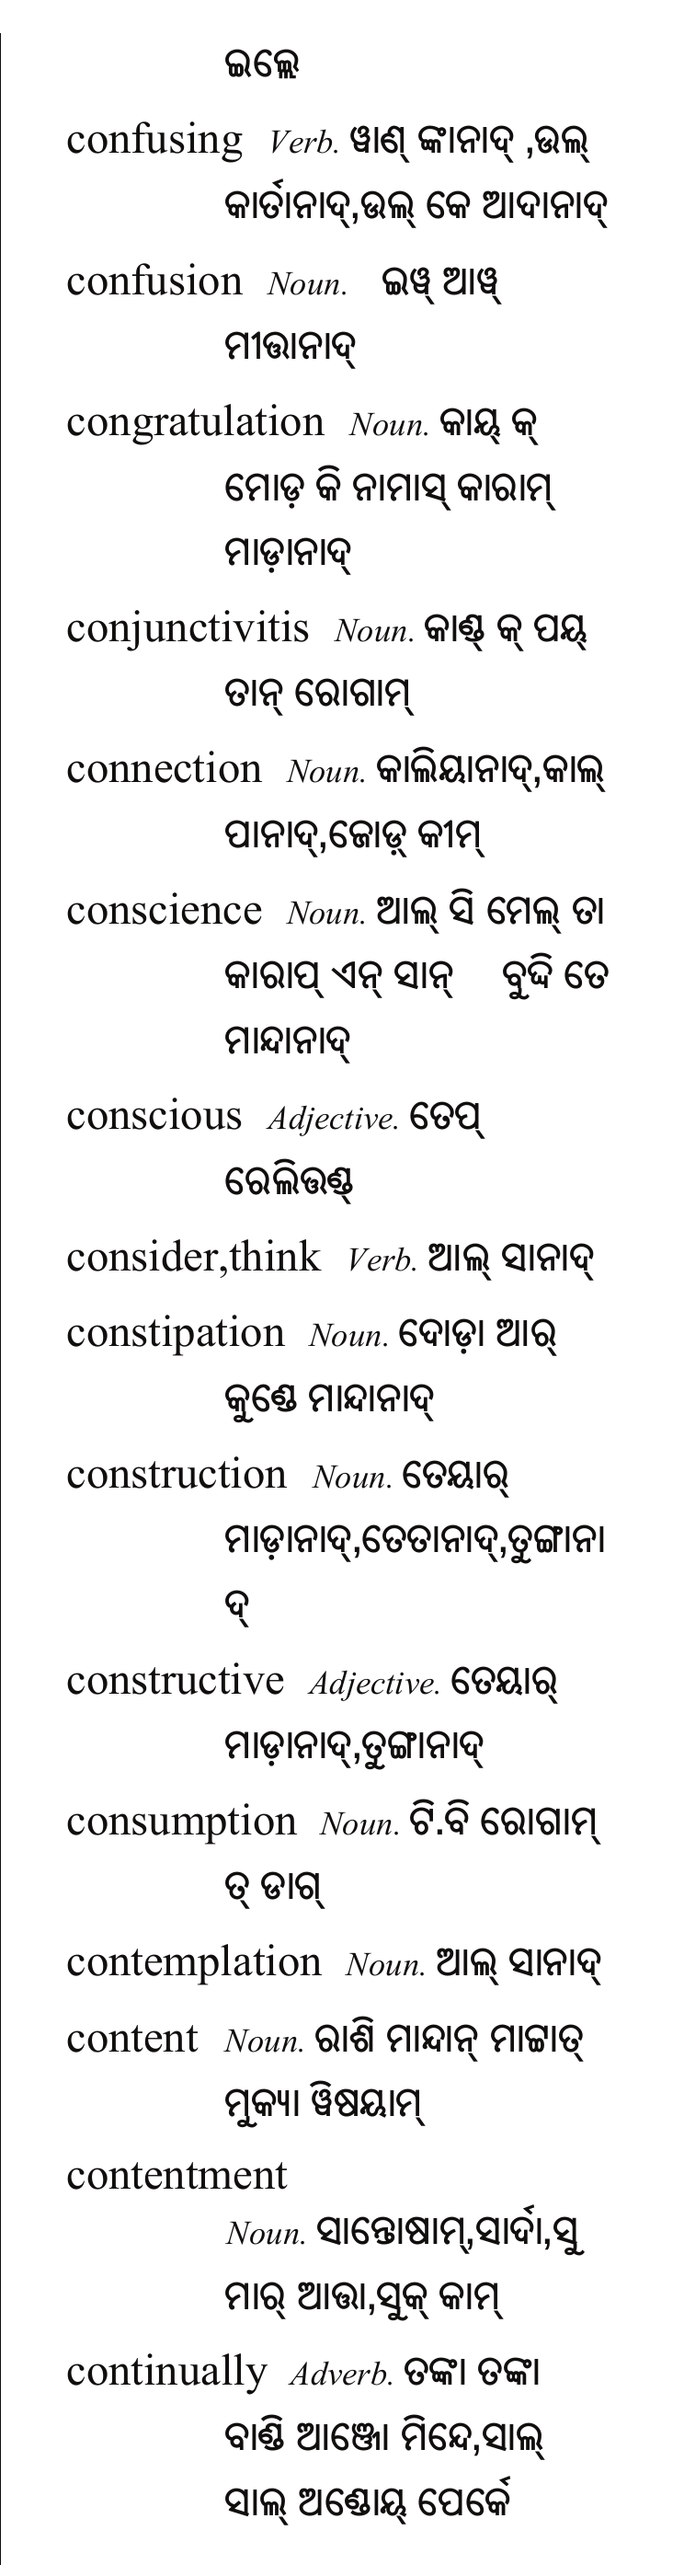 ଇଲ୍ଲେ
confusing Verb. ୱାଣ୍ ଙ୍କାନାଦ୍ ,ଉଲ୍
କାର୍ତାନାଦ୍,ଉଲ୍ କେ ଆଦାନାଦ୍
confusion Noun. ଇୱ୍ ଆୱ୍
ମୀଭାନାଦ୍
congratulation Noun. କାୟ୍ କ୍
ମୋଡ଼ କି ନାମାସ୍ କାରାମ୍
ମାଡ଼ାନାଦ୍
conjunctivitis Noun. କାଣ୍ଡ୍ କ୍ ପୟ୍
ତାନ୍ ରୋଗାମ୍
connection Noun. କାଲିୟାନାଦ୍,କାଲ୍
ପାନାଦ୍,ଜୋଡ଼୍ କୀମ୍
conscience Noun. ଆଲ୍ ସି ମେଲ୍ ତା
କାରାପ୍ ଏନ୍ ସାନ୍ ବୁଦ୍ଦି ତେ
ମାନ୍ଦାନାଦ୍
conscious Adjective. ତେପ୍
ରେଲିଉଣ୍ଡ୍
consider,think Verb. ଆଲ୍ ସାନାଦ୍
constipation Noun. ଦୋଡ଼ା ଆର୍
କୁଣ୍ଡେ ମାନ୍ଦାନାଦ୍
construction Noun. ତେୟାର୍
ମାଡ଼ାନାଦ୍,ତେତାନାଦ୍,ତୁଙ୍ଗାନା
ଦ୍
constructive Adjective. ତେୟାର୍
ମାଡ଼ାନାଦ୍,ତୁଙ୍ଗାନାଦ୍
consumption Noun. ଟି.ବି ରୋଗାମ୍
ତ୍ ଡାଗ୍
contemplation Noun. ଆଲ୍ ସାନାଦ୍
content Noun. ରାଶି ମାନ୍ଦାନ୍ ମାଟ୍ଟାତ୍
ମୁକ୍ୟା ୱିଷୟାମ୍
contentment
Noun. ସାନ୍ତୋଷାମ୍,ସାର୍ଦା,ସୁ
ମାର୍ ଆତ୍ତା,ସୁକ୍ କାମ୍
continually Adverb. ତଙ୍କା ତଙ୍କା
ବାଣ୍ଡି ଆଞ୍ଜୋ ମିନ୍ଦେ,ସାଲ୍
ସାଲ୍ ଅଣ୍ଡୋୟ୍ ପେର୍କେ